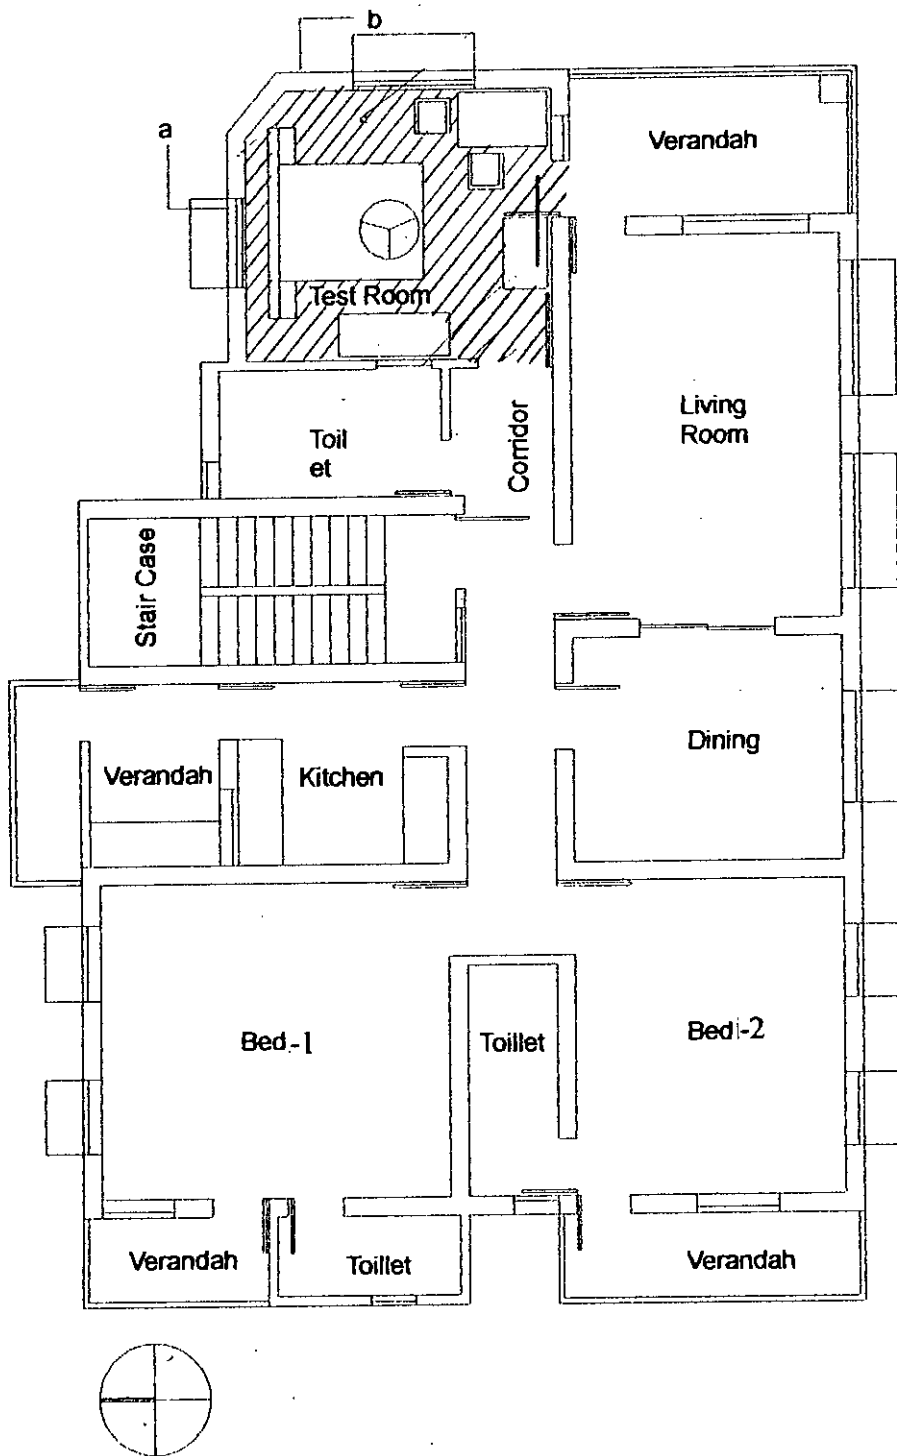 b
a
Verandah
Test Room
Living
Room
Toil
et
Corridor
Stair Case
Dining
Verandah
Kitchen
Bed.-1
Toillet
Bed-2
Verandah
Toillet
Verandah